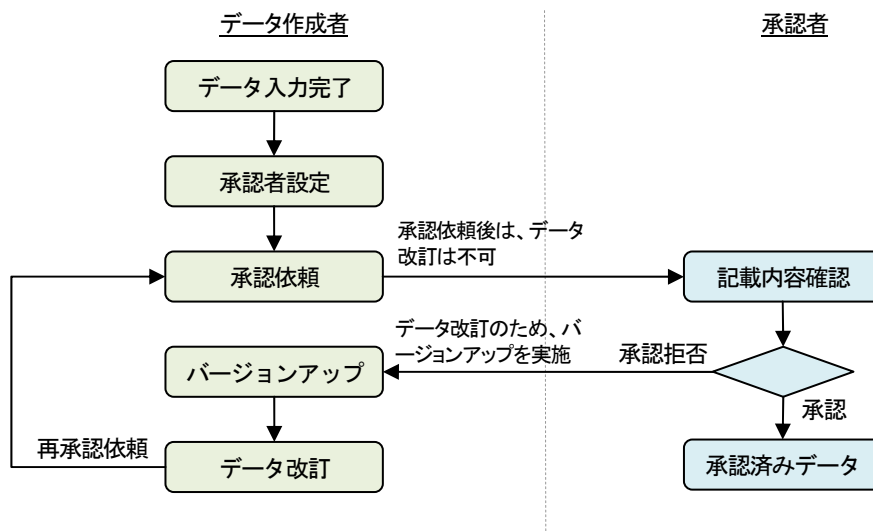 データ作成者
承認者
データ入力完了
承認者設定
承認依頼後は、データ
改訂は不可
承認依頼
記載内容確認
データ改訂のため、バ
ージョンアップを実施
承認拒否
バージョンアップ
承認
再承認依頼
データ改訂
承認済みデータ